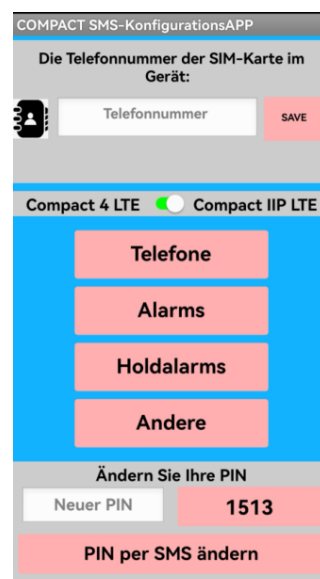 COMPACT SMS-KonfigurationsAPP
Die Telefonnummer der SIM-Karte im
Gerät:
Telefonnummer
SAVE
Compact 4 LTE Compact IIP LTE
Telefone
Alarms
Holdalarms
Andere
Ändern Sie Ihre PIN
Neuer PIN 1513
PIN per SMS ändern